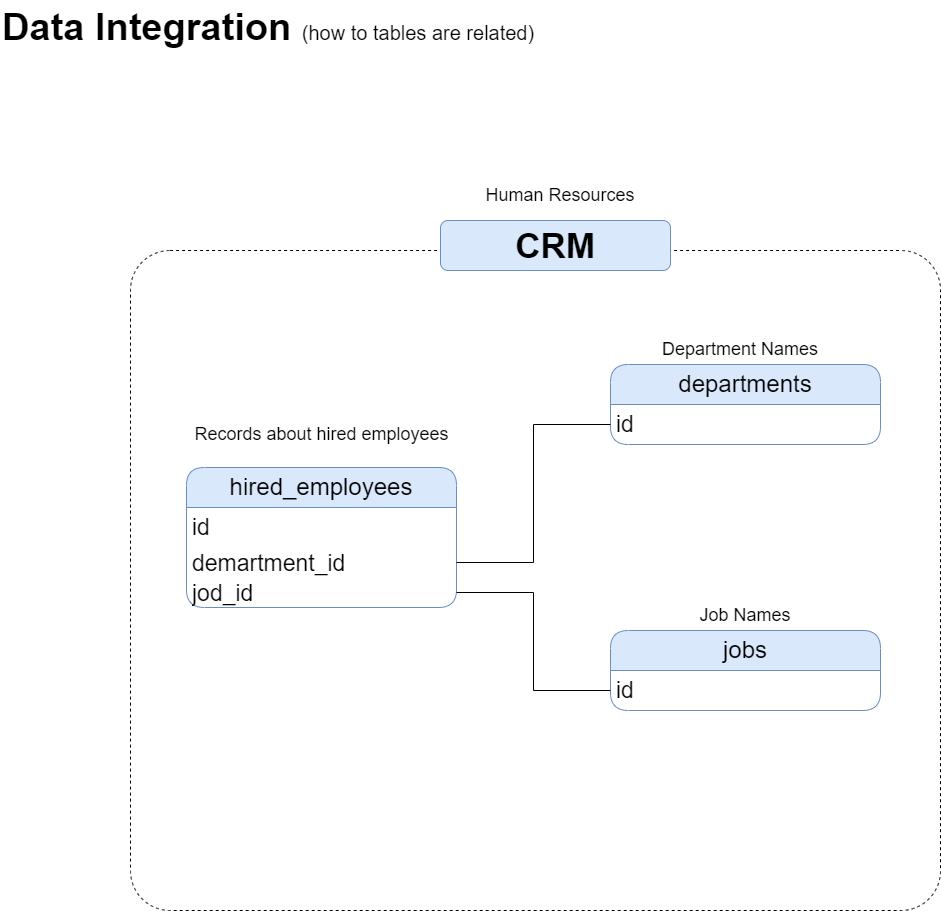 Data Integration (how to tables are related)
Human Resources
CRM
Department Names
departments
id
Records about hired employees
hired_employees
id
demartment_id
jod_id
Job Names
jobs
id